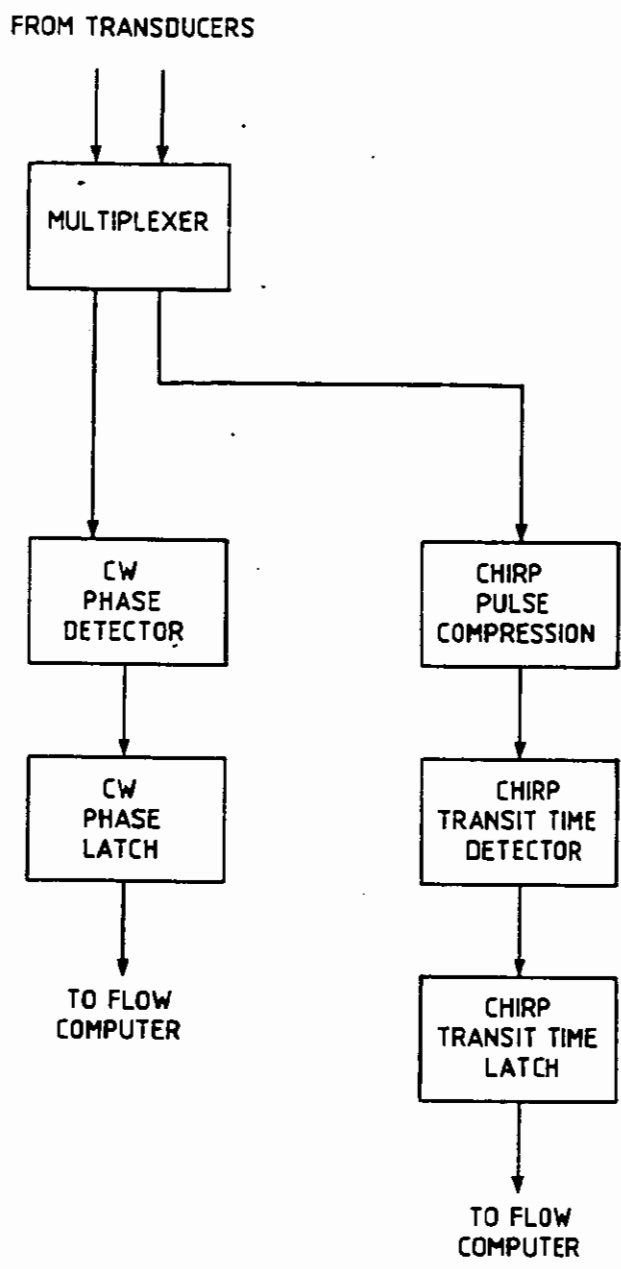 FROM TRANSDUCERS
MULTIPLEXER
CW
PHASE
DETECTOR
CW
PHASE
LATCH
TO FLOW
COMPUTER
CHIRP
PULSE
COMPRESSION
CHIRP
TRANSIT TIME
DETECTOR
CHIRP
TRANSIT TIME
LATCH
TO FLOW
COMPUTER